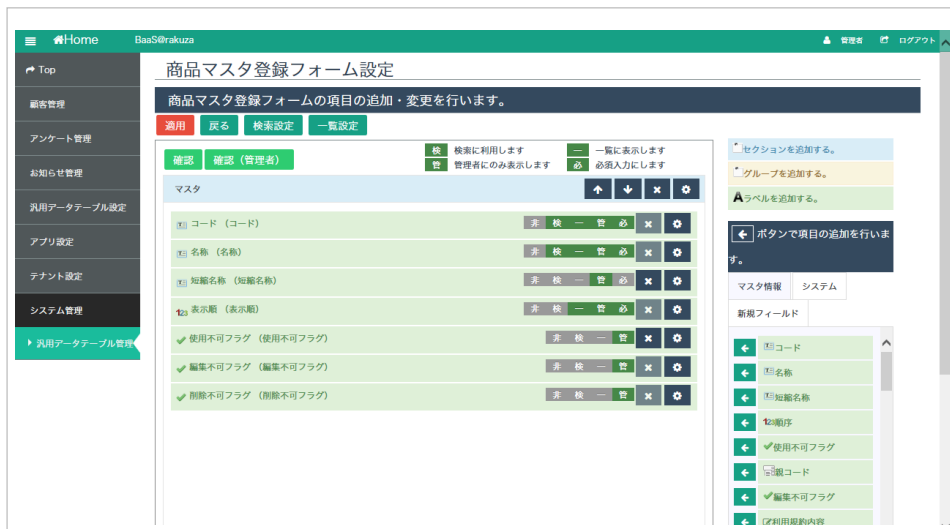 Home BaaS@rakuza 管理者 ログアウト
Top
顧客管理
アンケート管理
お知らせ管理
汎用アータテーブル設定
アプリ設定
テナント設定
システム管理
汎用アータテーブル管理
商品マスタ登録フォーム設定
商品マスタ登録フォームの項目の追加・変更を行います。
適用 戻る 検索設定 一覧設定
確認 確認（管理者）
検 検索に利用します 一 一覧に表示します
管 管理者にのみ表示します 必 必須入力にします
マスタ
コード （コード） 非 検 一 管 必
名称 （名称） 非 検 一 管 必
短縮名称 （短縮名称） 非 検 一 管 必
123 表示順 （表示順） 非 検 一 管 必
使用不可フラグ （使用不可フラグ） 非 検 一 管
編集不可フラグ （編集不可フラグ） 非 検 一 管
削除不可フラグ （削除不可フラグ） 非 検 一 管
セクションを追加する。
グループを追加する。
Aラベルを追加する。
ボタンで項目の追加を行いま
す。
マスタ情報 システム
新規フィールド
コード
名称
短縮名称
123順序
使用不可フラグ
親コード
編集不可フラグ
利用規約内容